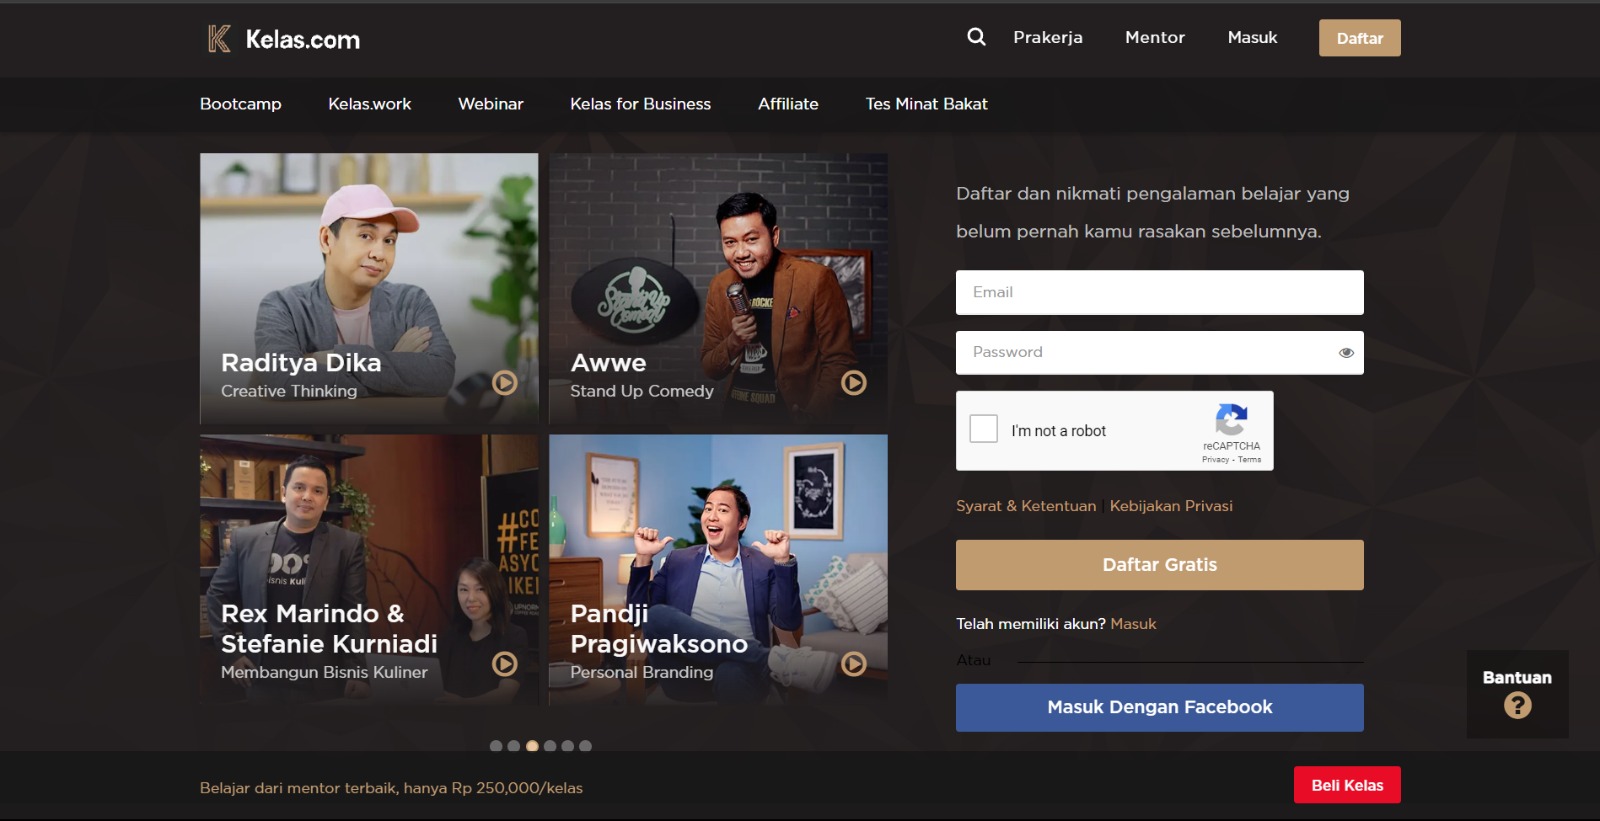 Kelas.com
Prakerja
Mentor
Masuk
Daftar
Bootcamp
Kelas.work
Webinar
Kelas for Business
Affiliate
Tes Minat Bakat
Raditya Dika
Creative Thinking
Stand Up
Comedy
Awwe
Stand Up Comedy
Rex Marindo &
Stefanie Kurniadi
Membangun Bisnis Kuliner
Pandji
Pragiwaksono
Personal Branding
Daftar dan nikmati pengalaman belajar yang
belum pernah kamu rasakan sebelumnya.
Email
Password
I'm not a robot
reCAPTCHA
Privacy - Terms
Syarat & Ketentuan | Kebijakan Privasi
Daftar Gratis
Telah memiliki akun? Masuk
Atau
Masuk Dengan Facebook
Bantuan
?
Belajar dari mentor terbaik, hanya Rp 250,000/kelas
Beli Kelas